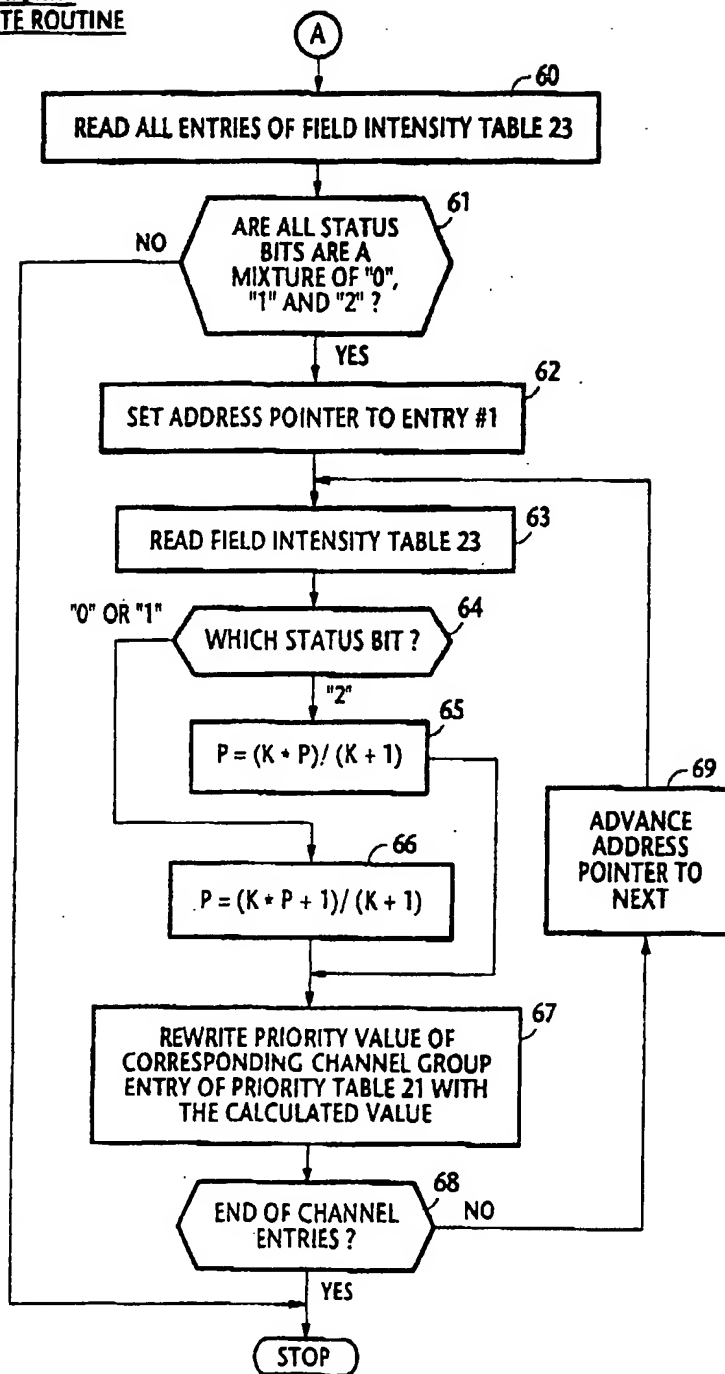 TE ROUTINE
A
60
READ ALL ENTRIES OF FIELD INTENSITY TABLE 23
61
ARE ALL STATUS
BITS ARE A
MIXTURE OF "0",
"1" AND "2" ?
NO
YES
62
SET ADDRESS POINTER TO ENTRY #1
63
READ FIELD INTENSITY TABLE 23
64
"0" OR "1"
WHICH STATUS BIT ?
"2"
65
P = (K * P) / (K + 1)
66
P = (K * P + 1) / (K + 1)
69
ADVANCE
ADDRESS
POINTER TO
NEXT
67
REWRITE PRIORITY VALUE OF
CORRESPONDING CHANNEL GROUP
ENTRY OF PRIORITY TABLE 21 WITH
THE CALCULATED VALUE
68
END OF CHANNEL
ENTRIES ?
NO
YES
STOP